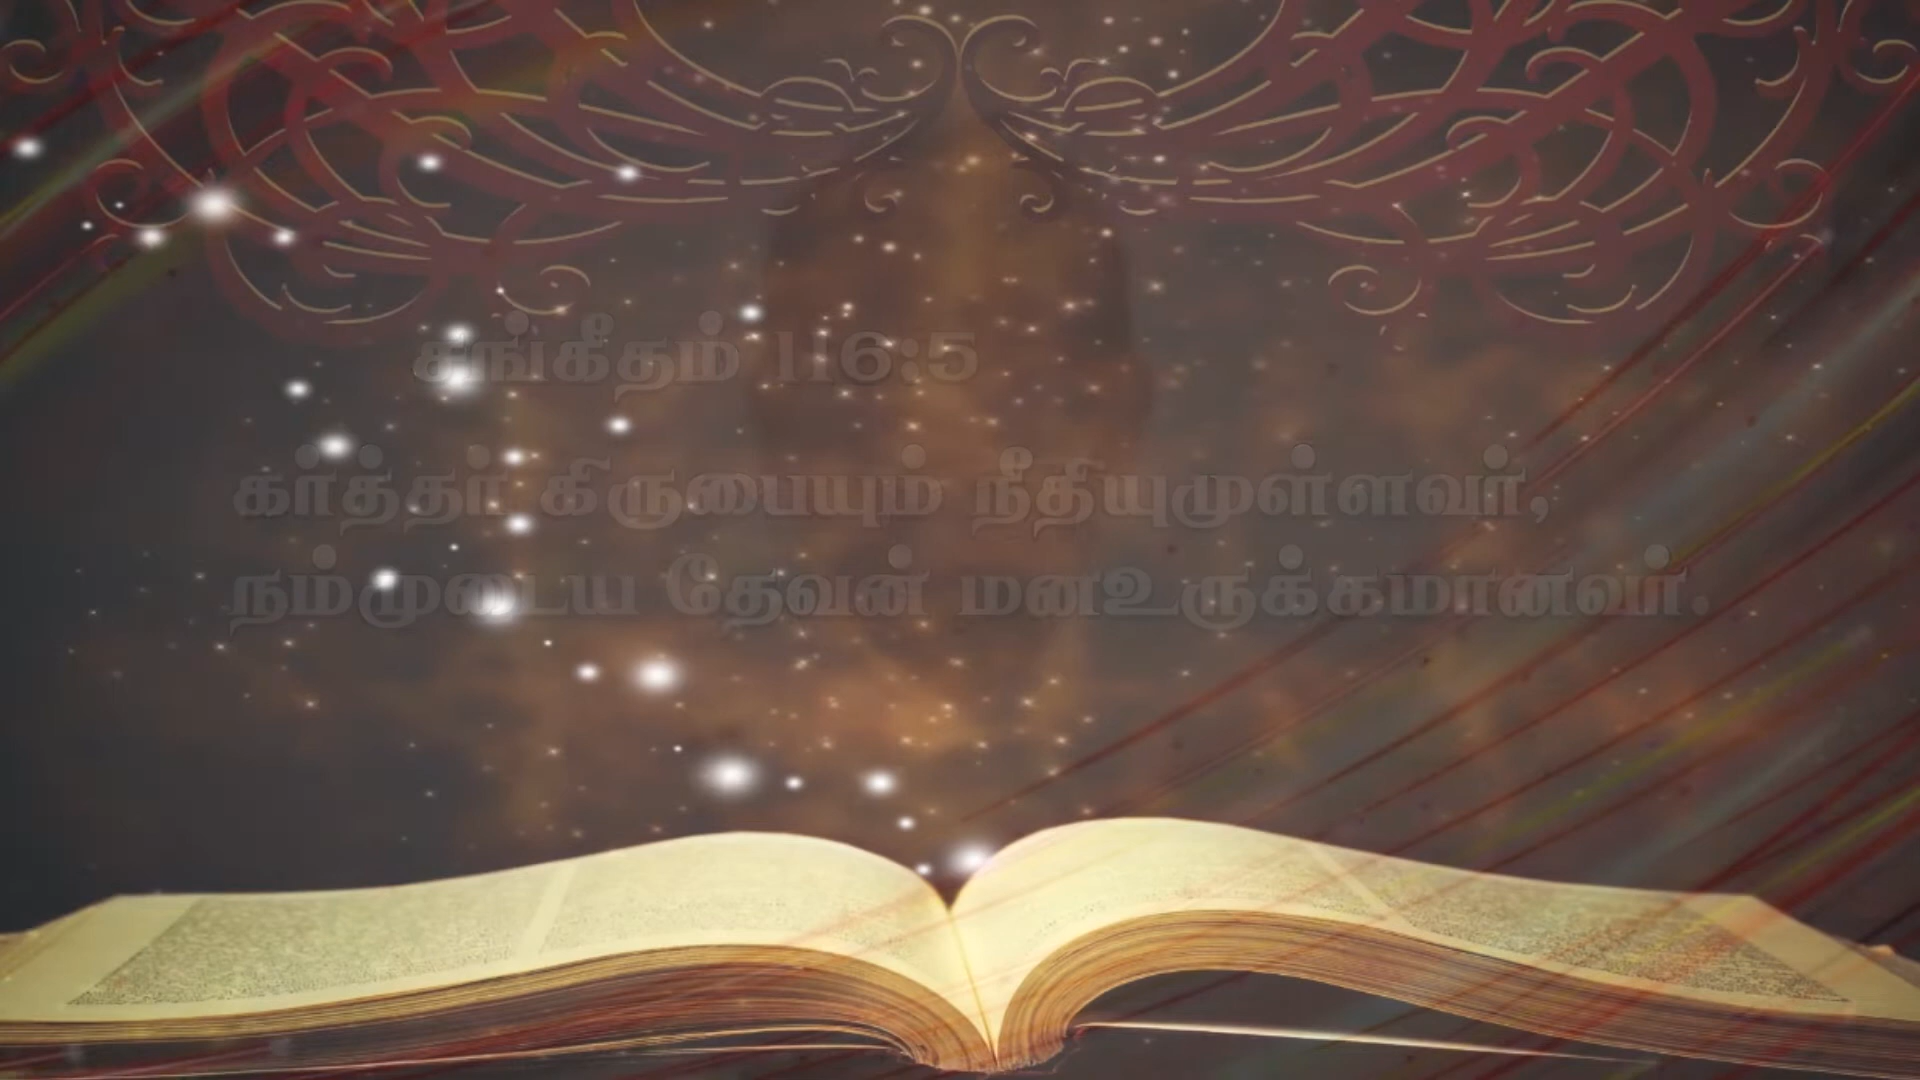 சங்கீதம் 116:5
கர்த்தர் கிருபையும் நீதியுமுள்ளவர்,
நம்முடைய தேவன் மனஉருக்கமானவர்.